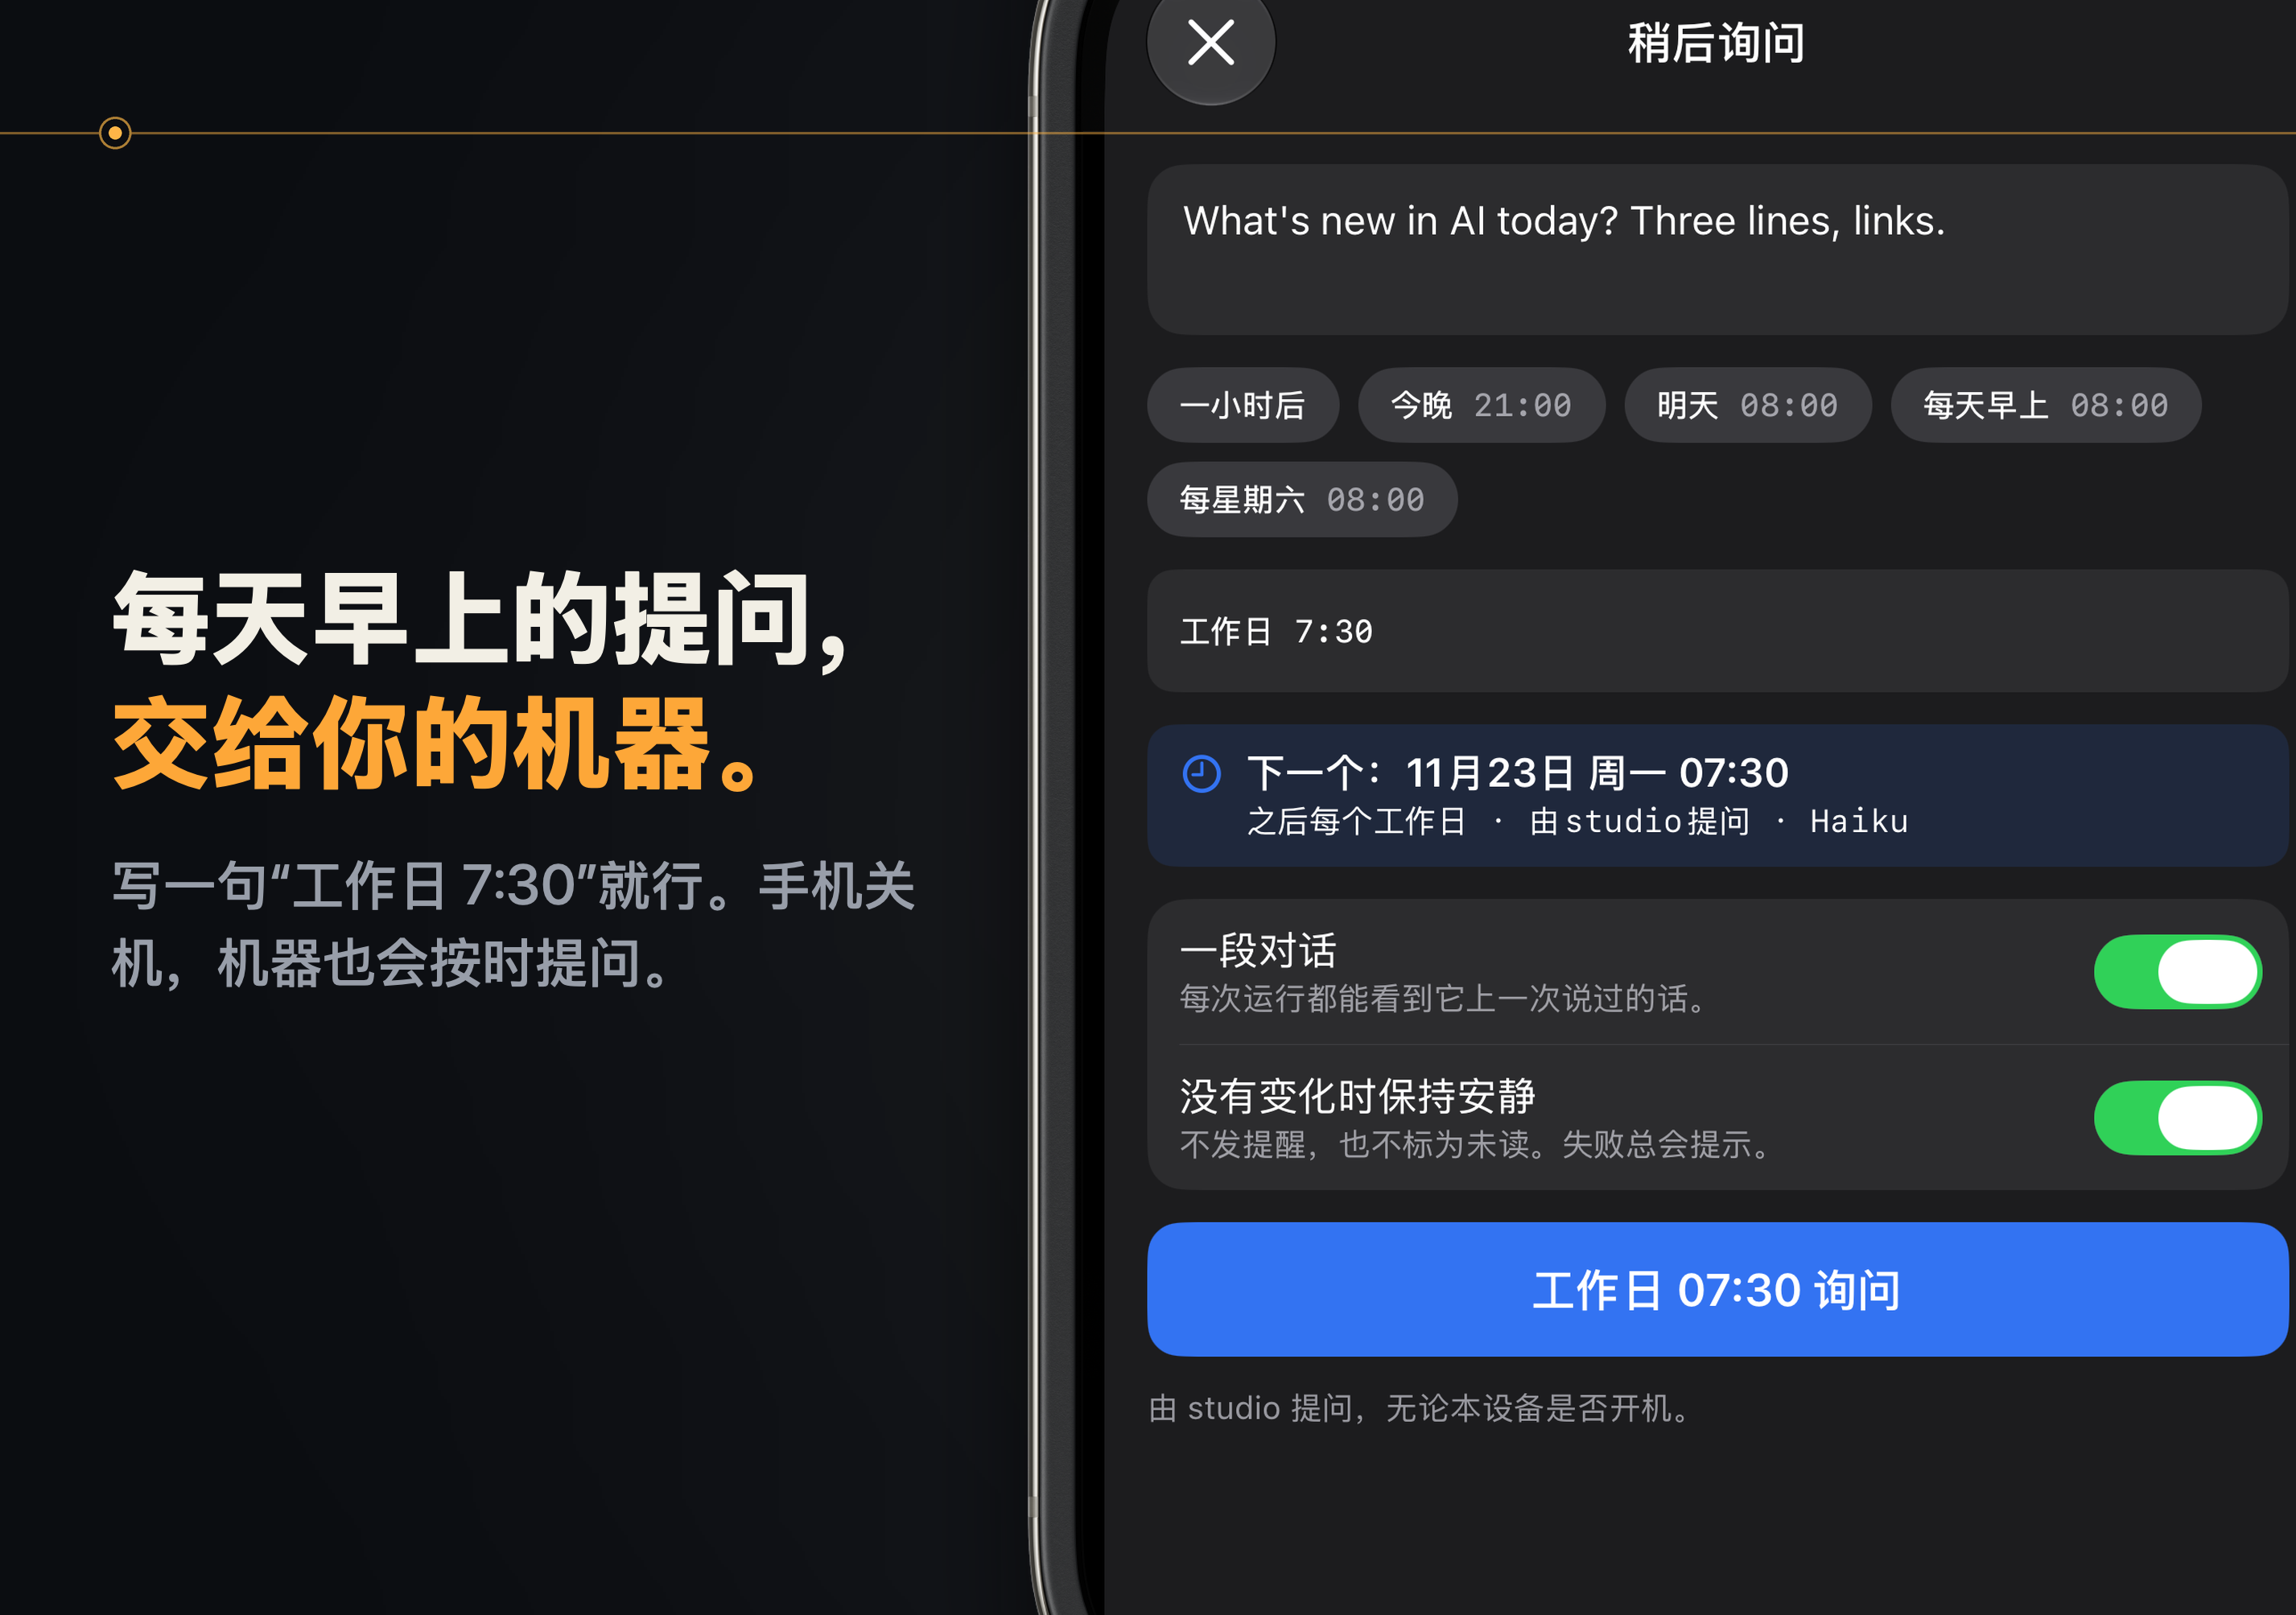 每天早上的提问，
交给你的机器。
写一句“工作日 7:30”就行。手机关
机，机器也会按时提问。
稍后询问
What's new in AI today? Three lines, links.
一小时后
今晚 21:00
明天 08:00
每天早上 08:00
每星期六 08:00
工作日 7:30
下一个：11月23日 周一 07:30
之后每个工作日 · 由studio提问 · Haiku
一段对话
每次运行都能看到它上一次说过的话。
没有变化时保持安静
不发提醒，也不标为未读。失败总会提示。
工作日 07:30 询问
由 studio 提问，无论本设备是否开机。